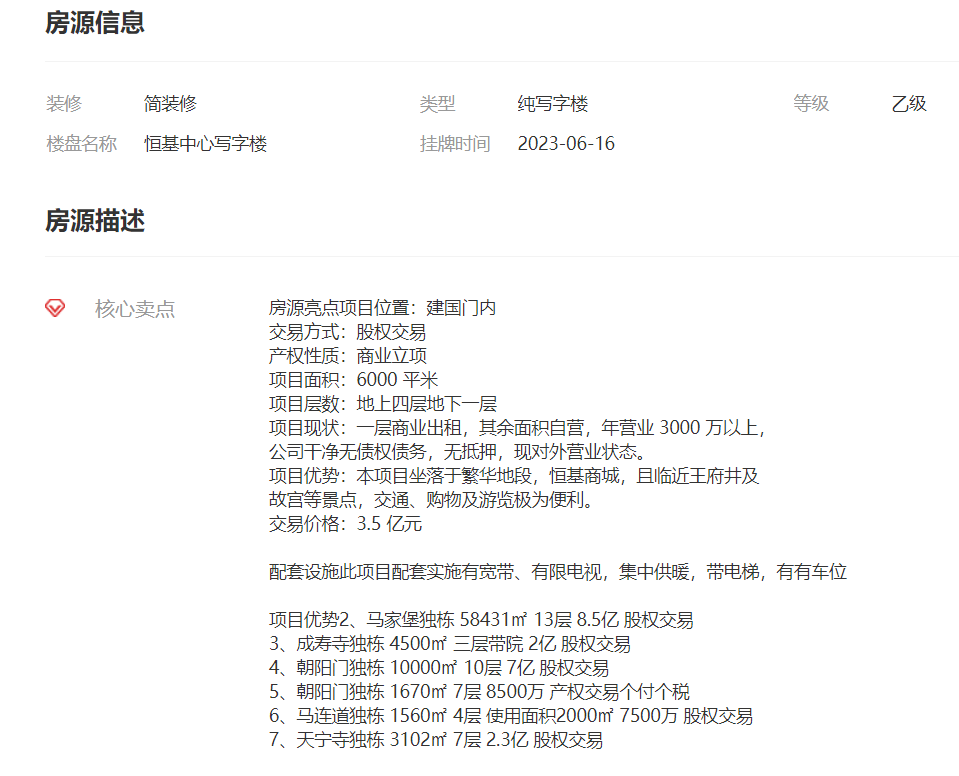 房源信息
装修 简装修 类型 纯写字楼 等级 乙级
楼盘名称 恒基中心写字楼 挂牌时间 2023-06-16
房源描述
核心卖点 房源亮点项目位置：建国门内
交易方式：股权交易
产权性质：商业立项
项目面积：6000 平米
项目层数：地上四层地下一层
项目现状：一层商业出租，其余面积自营，年营业 3000 万以上，
公司干净无债权债务，无抵押，现对外营业状态。
项目优势：本项目坐落于繁华地段，恒基商城，且临近王府井及
故宫等景点，交通、购物及游览极为便利。
交易价格：3.5 亿元
配套设施此项目配套实施有宽带、有限电视，集中供暖，带电梯，有有车位
项目优势2、马家堡独栋 58431㎡ 13层 8.5亿 股权交易
3、成寿寺独栋 4500㎡ 三层带院 2亿 股权交易
4、朝阳门独栋 10000㎡ 10层 7亿 股权交易
5、朝阳门独栋 1670㎡ 7层 8500万 产权交易个付个税
6、马连道独栋 1560㎡ 4层 使用面积2000㎡ 7500万 股权交易
7、天宁寺独栋 3102㎡ 7层 2.3亿 股权交易